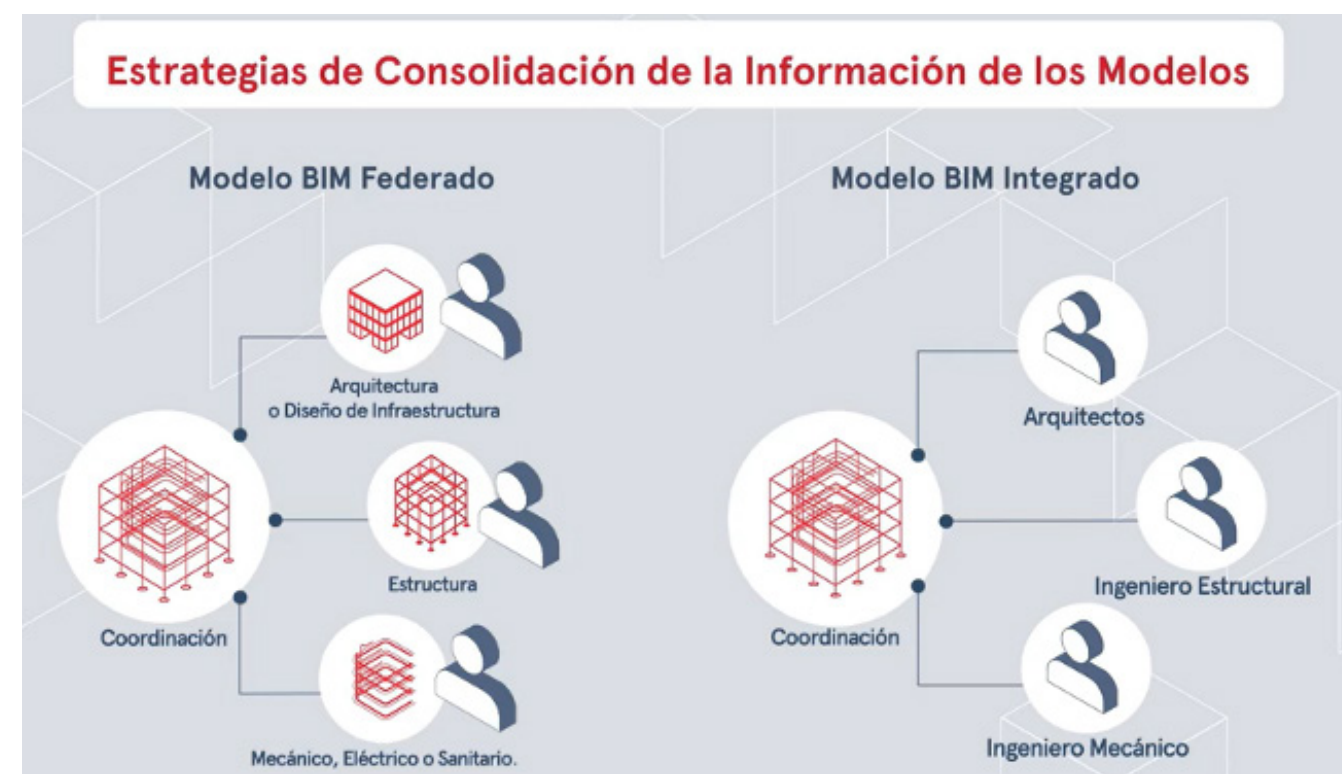 Estrategias de Consolidación de la Información de los Modelos
Modelo BIM Federado
Arquitectura
o Diseño de Infraestructura
Estructura
Coordinación
Mecánico, Eléctrico o Sanitario.
Modelo BIM Integrado
Arquitectos
Ingeniero Estructural
Coordinación
Ingeniero Mecánico